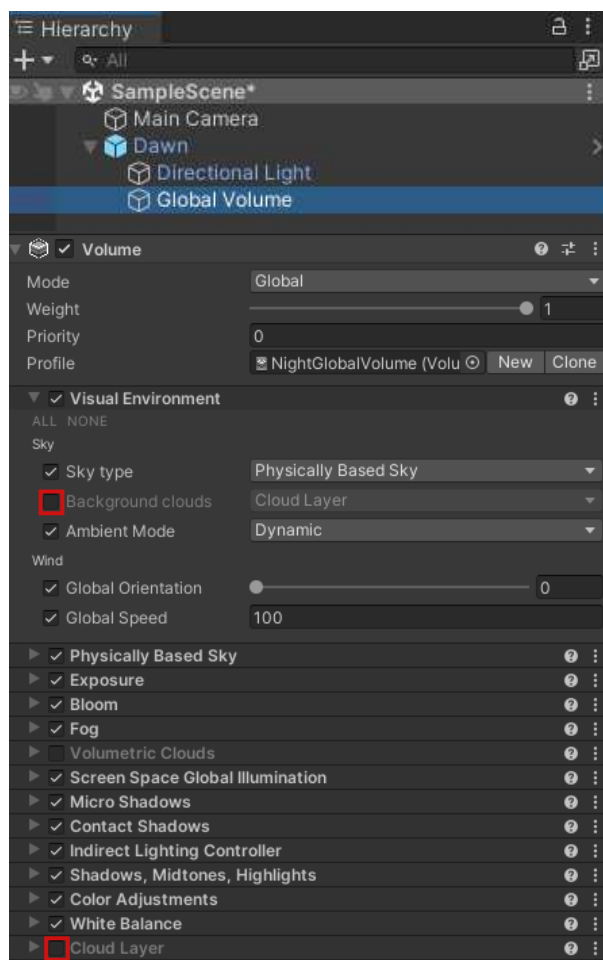 Hierarchy
All
SampleScene*
Main Camera
Dawn
Directional Light
Global Volume
Volume
Mode Global
Weight 1
Priority 0
Profile NightGlobalVolume (Volu New Clone
Visual Environment
ALL NONE
Sky
Sky type Physically Based Sky
Background clouds Cloud Layer
Ambient Mode Dynamic
Wind
Global Orientation 0
Global Speed 100
Physically Based Sky
Exposure
Bloom
Fog
Volumetric Clouds
Screen Space Global Illumination
Micro Shadows
Contact Shadows
Indirect Lighting Controller
Shadows, Midtones, Highlights
Color Adjustments
White Balance
Cloud Layer